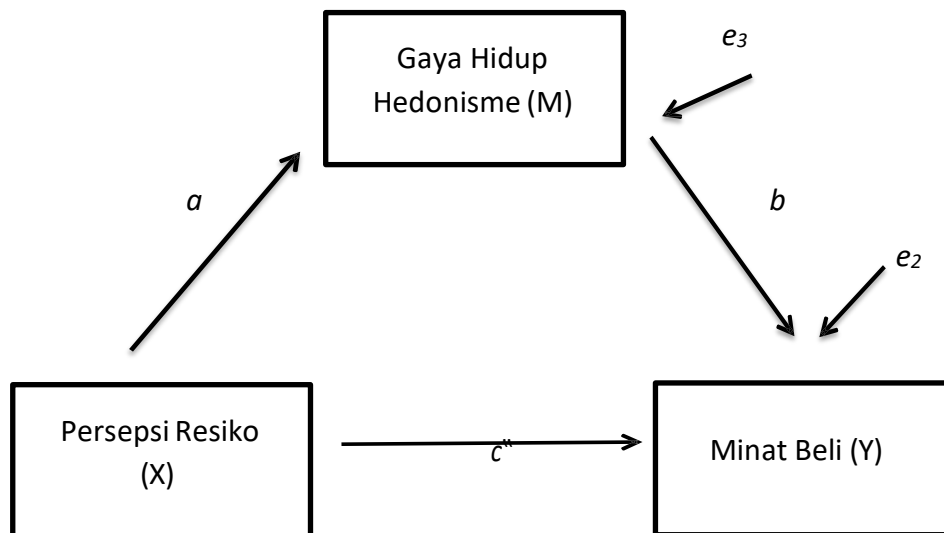 Gaya Hidup
Hedonisme (M)
e₃
a
b
e₂
Persepsi Resiko
(X)
c"
Minat Beli (Y)